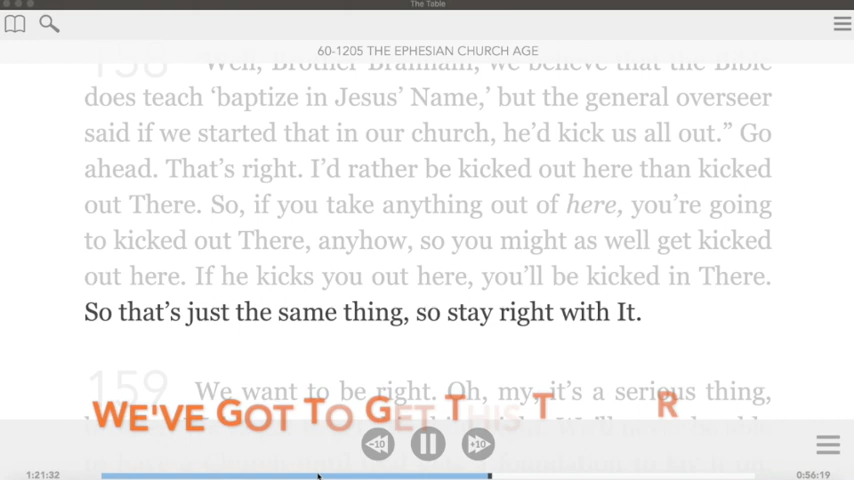 The Table
60-1205 THE EPHESIAN CHURCH AGE
158 Well, Brother Branham, we believe that the Bible
does teach ‘baptize in Jesus’ Name,’ but the general overseer
said if we started that in our church, he’d kick us all out.” Go
ahead. That’s right. I’d rather be kicked out here than kicked
out There. So, if you take anything out of here, you’re going
to kicked out There, anyhow, so you might as well get kicked
out here. If he kicks you out here, you’ll be kicked in There.
So that’s just the same thing, so stay right with It.
159 We want to be right. Oh, my, it’s a serious thing,
WE'VE GOT TO GET THIS T R
-10 +10
1:21:32 0:56:19